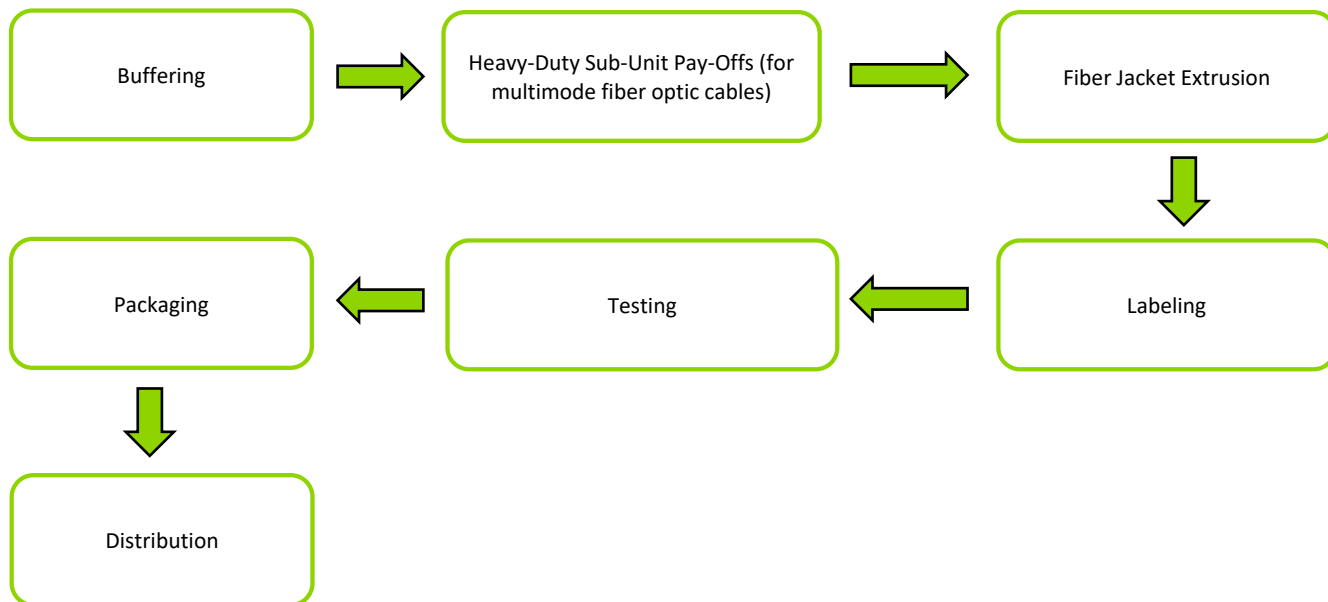 Buffering
Heavy-Duty Sub-Unit Pay-Offs (for
multimode fiber optic cables)
Fiber Jacket Extrusion
Labeling
Testing
Packaging
Distribution